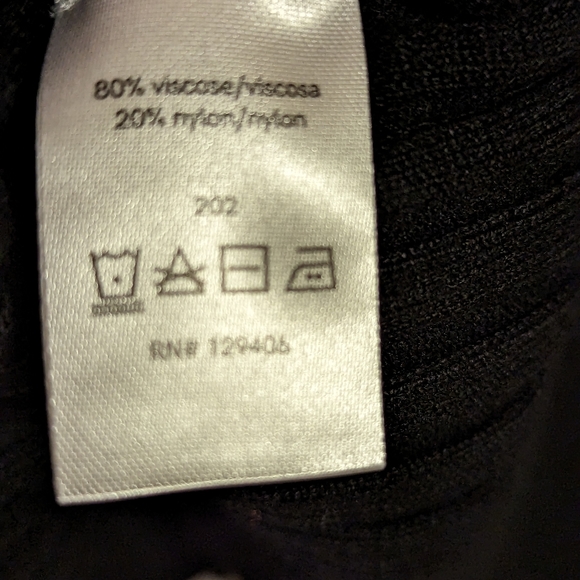 80% viscose/viscosa
20% nylon/nylon
202
RN# 129406